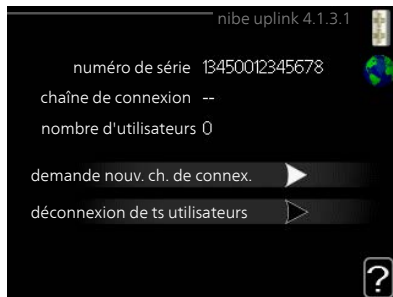 nibe uplink 4.1.3.1
numéro de série 13450012345678
chaîne de connexion --
nombre d'utilisateurs 0
demande nouv. ch. de connex.
déconnexion de ts utilisateurs
?